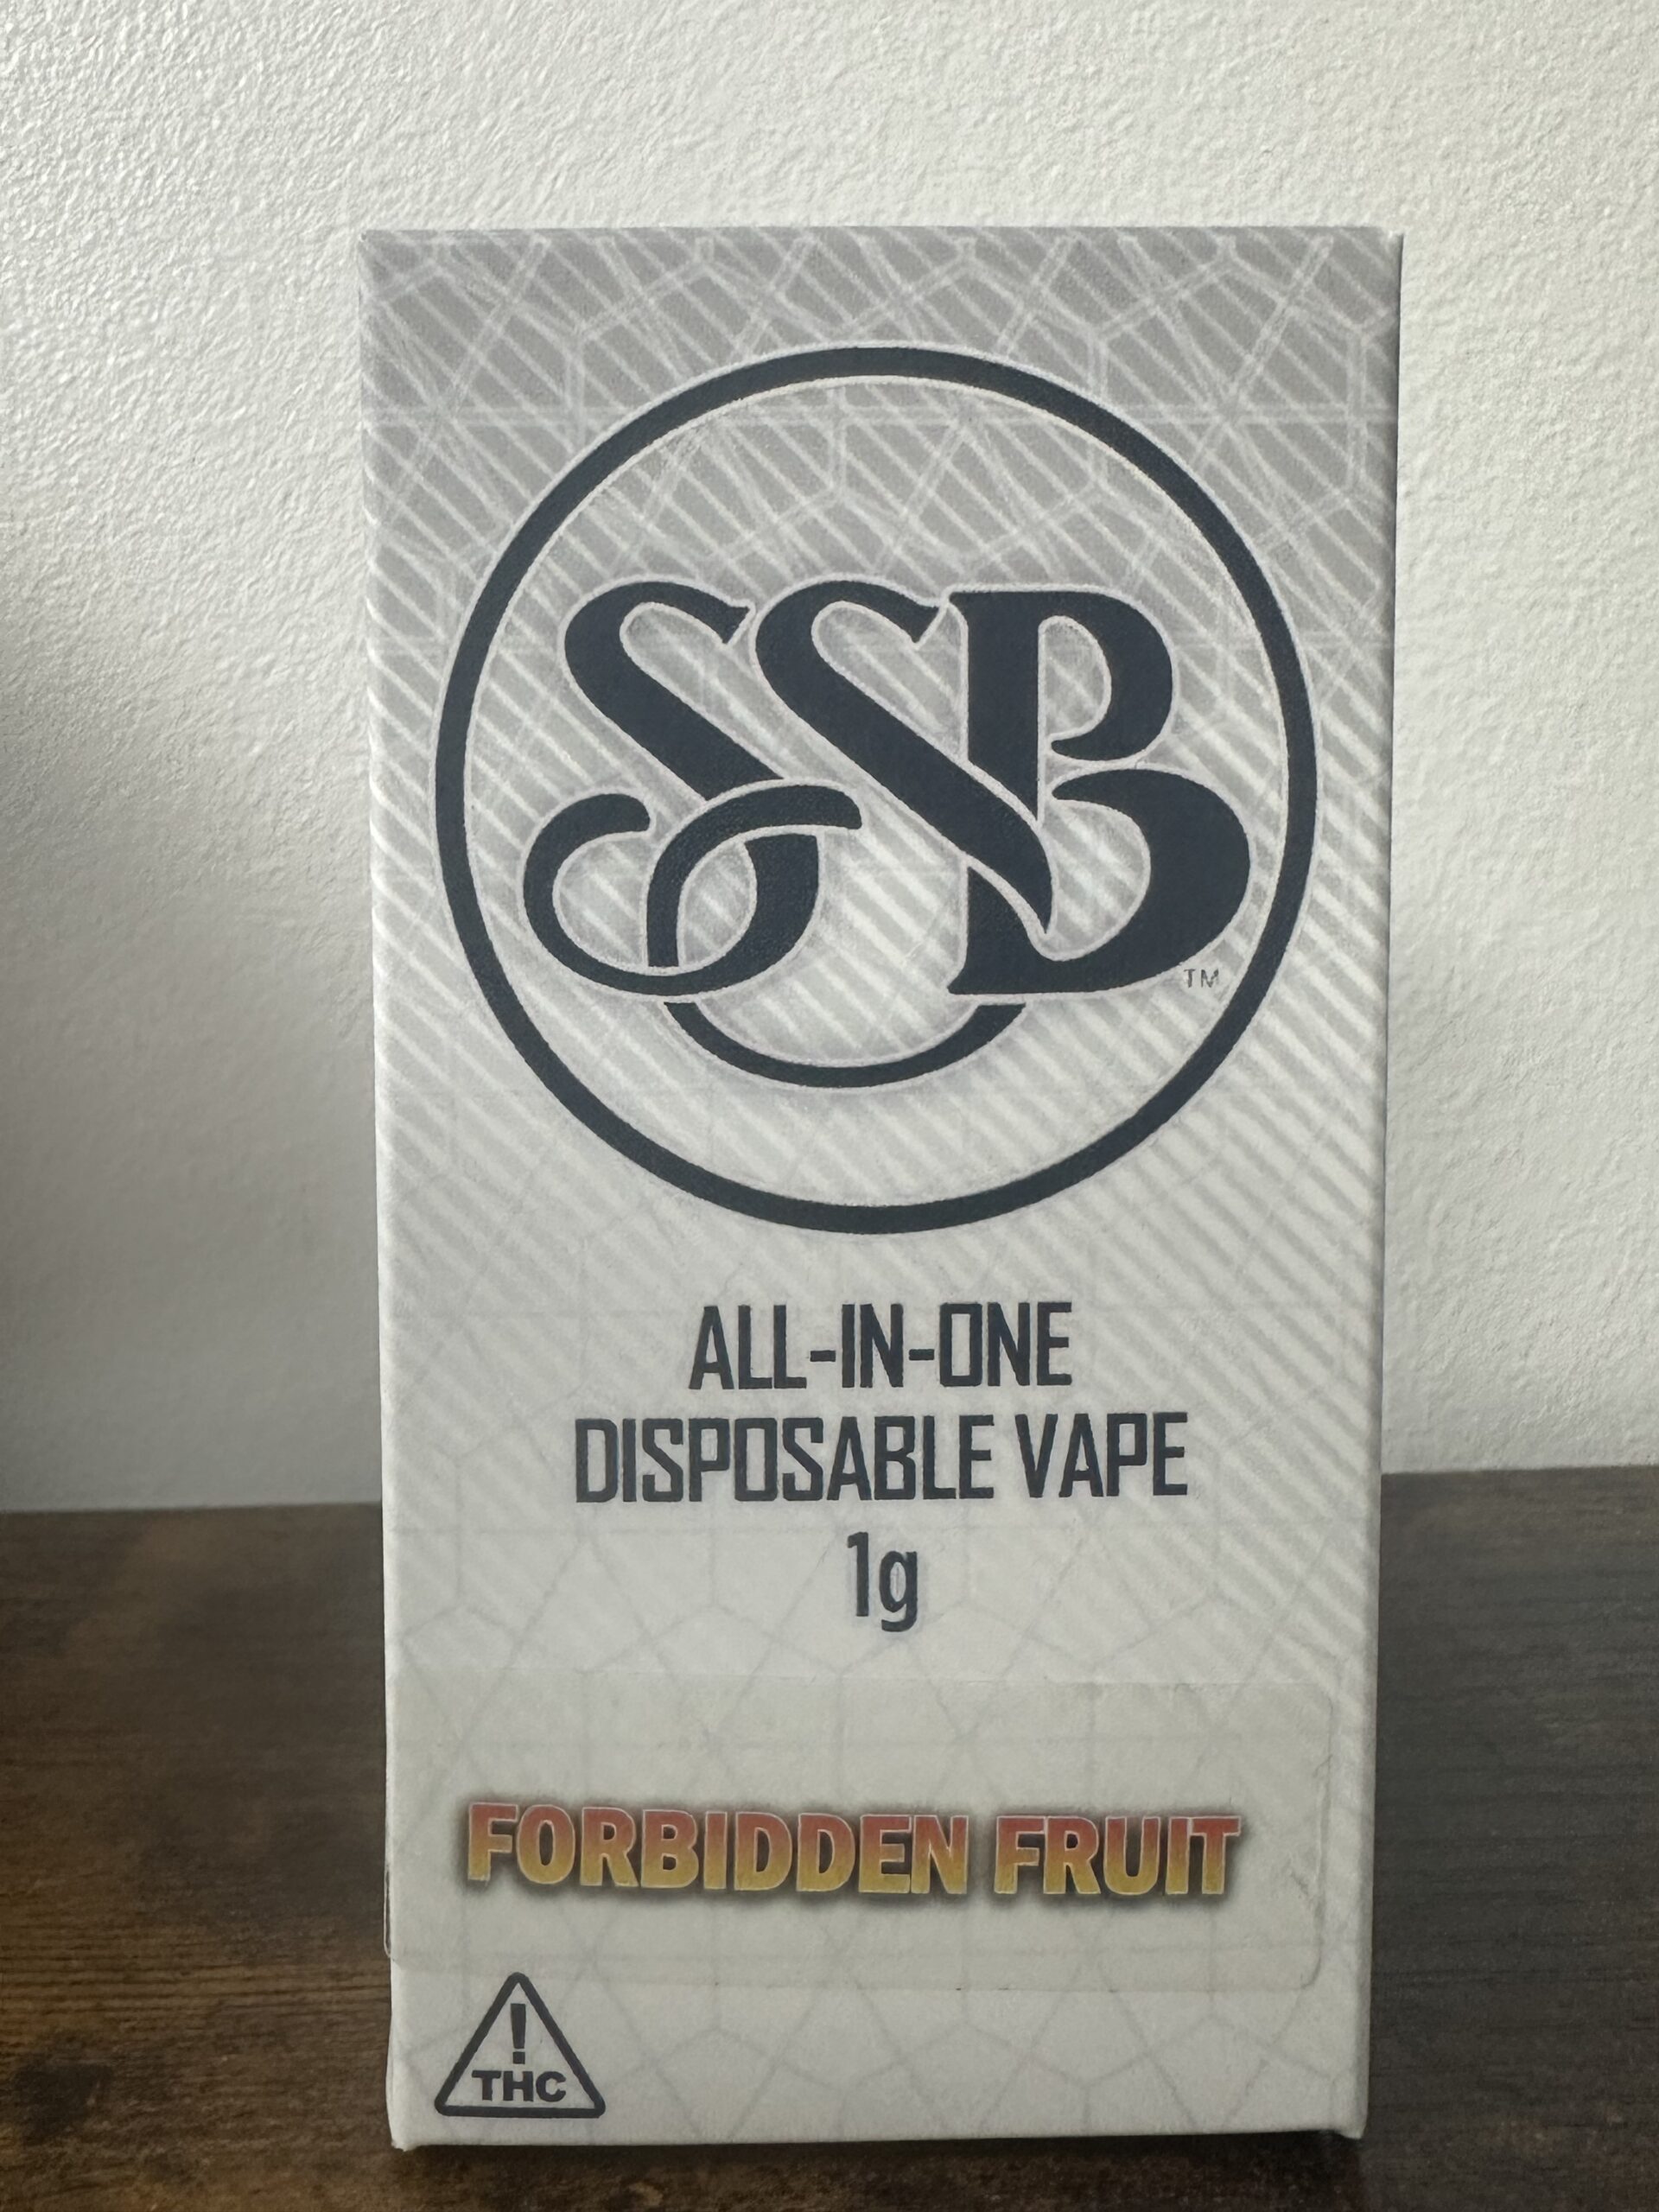 SSB
TM
ALL-IN-ONE
DISPOSABLE VAPE
1g
FORBIDDEN FRUIT
!
THC